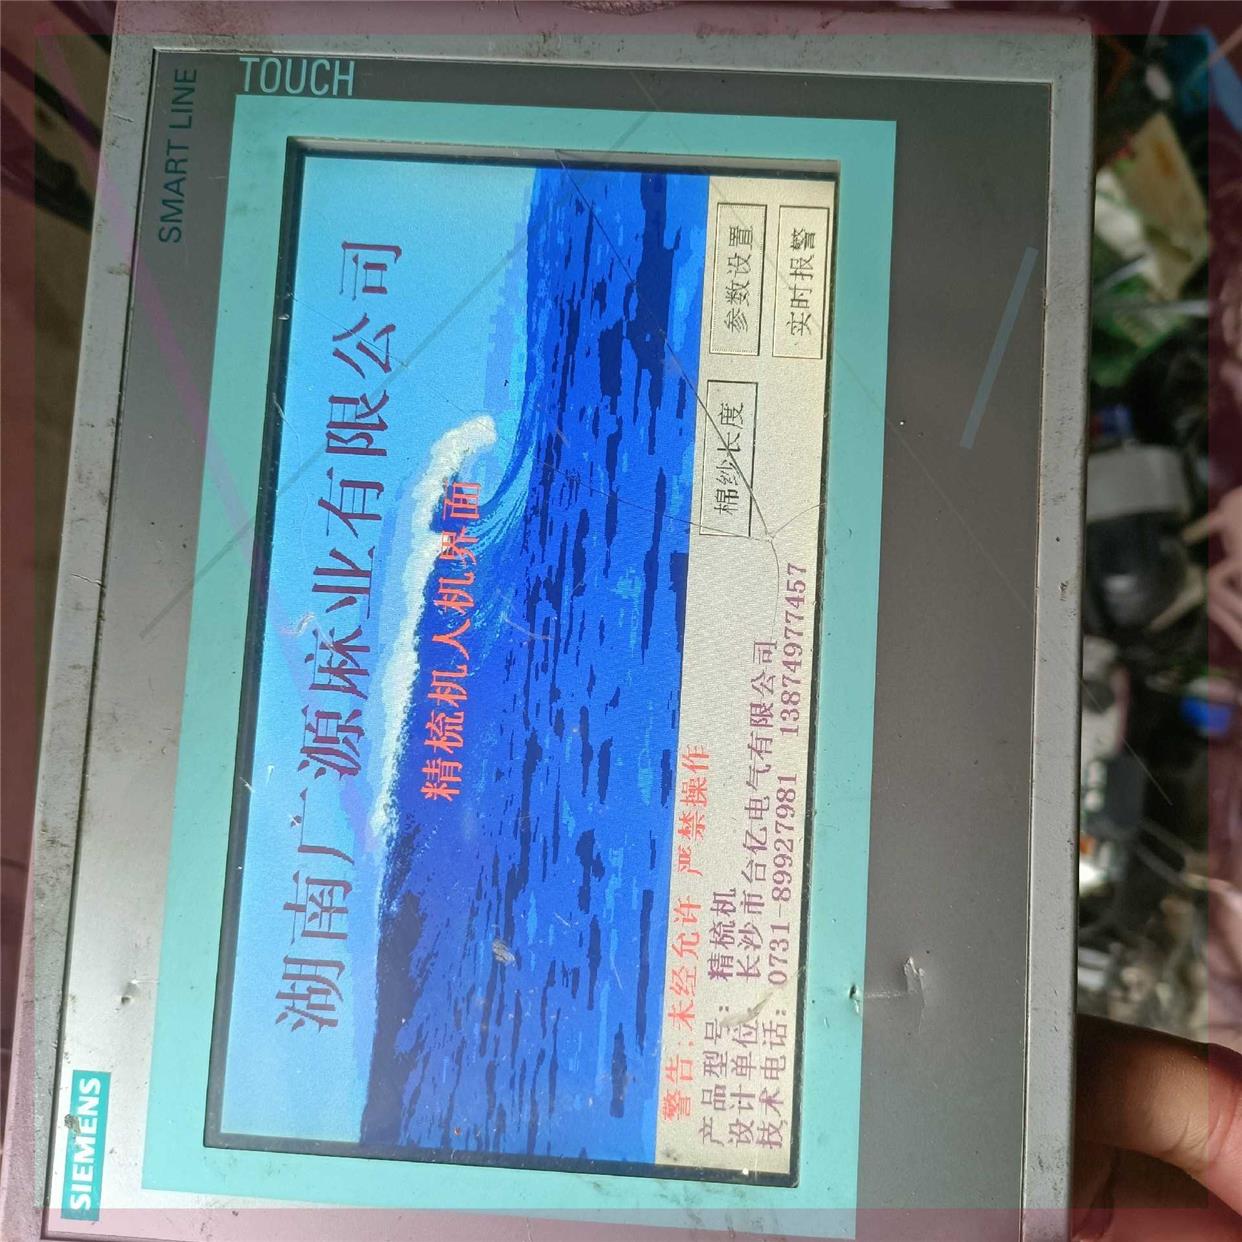 SIEMENS
SMART LINE
TOUCH
湖南广源麻业有限公司
精梳机人机界面
警告:未经允许 严禁操作
产品型号: 精梳机
设计单位: 长沙市台亿电气有限公司
技术电话: 0731-89927981 13874977457
棉纱长度
参数设置
实时报警